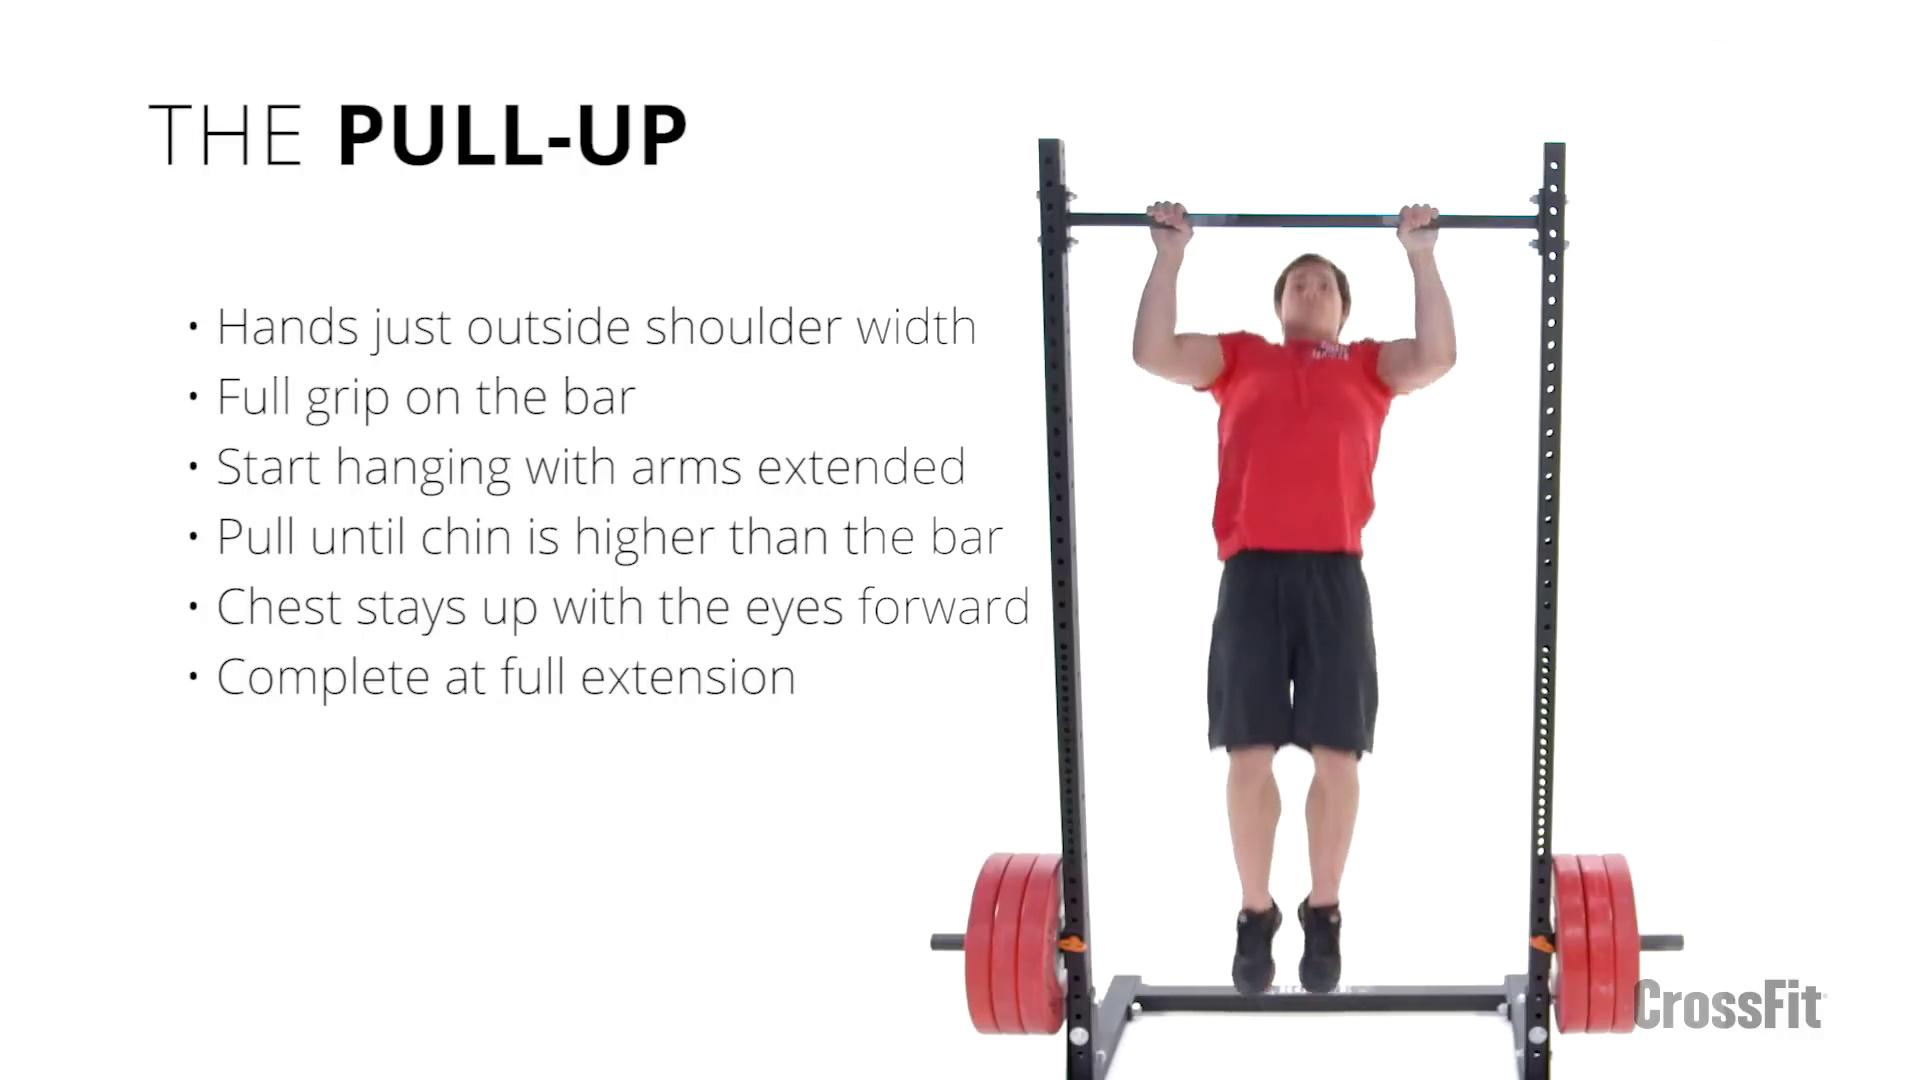 THE PULL-UP
• Hands just outside shoulder width
• Full grip on the bar
• Start hanging with arms extended
• Pull until chin is higher than the bar
• Chest stays up with the eyes forward
• Complete at full extension
CrossFit